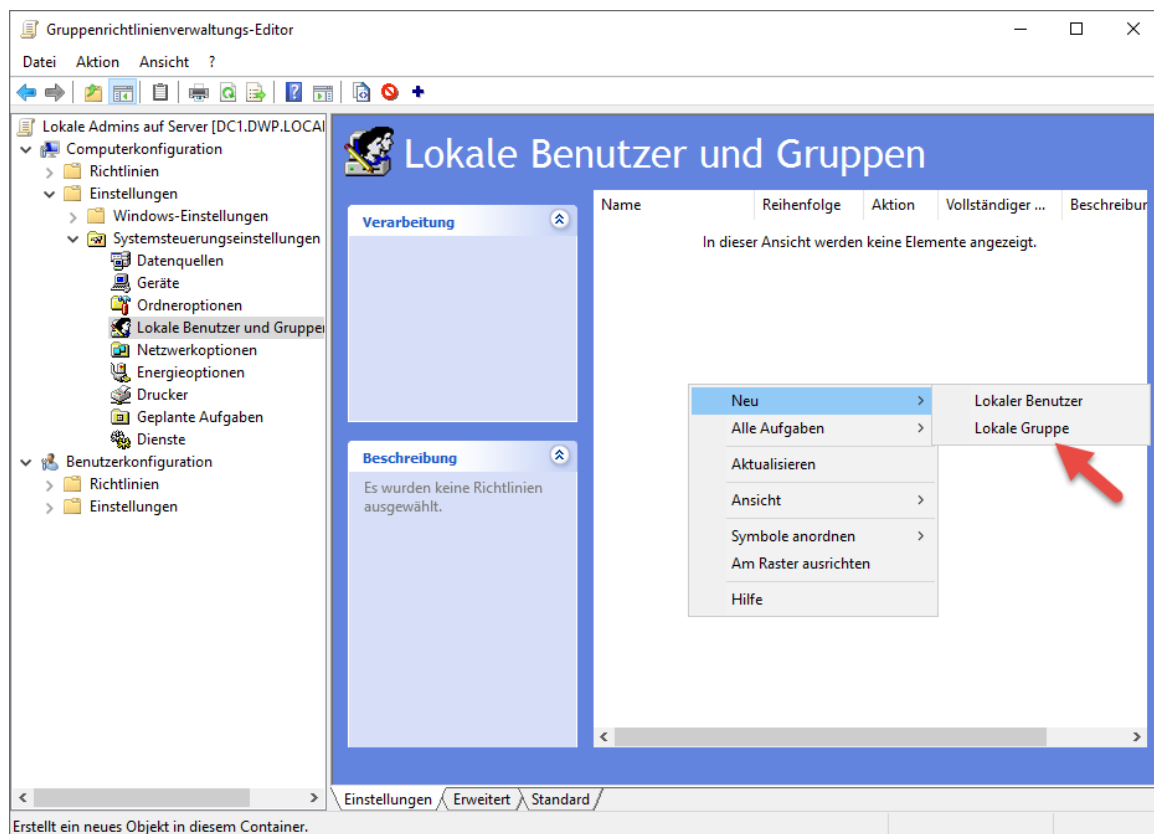 Gruppenrichtlinienverwaltungs-Editor
Datei Aktion Ansicht ?
Lokale Admins auf Server [DC1.DWP.LOCAL
Computerkonfiguration
Richtlinien
Einstellungen
Windows-Einstellungen
Systemsteuerungseinstellungen
Datenquellen
Geräte
Ordneroptionen
Lokale Benutzer und Gruppen
Netzwerkoptionen
Energieoptionen
Drucker
Geplante Aufgaben
Dienste
Benutzerkonfiguration
Richtlinien
Einstellungen
Lokale Benutzer und Gruppen
Verarbeitung
Beschreibung
Es wurden keine Richtlinien
ausgewählt.
Name Reihenfolge Aktion Vollständiger ... Beschreibur
In dieser Ansicht werden keine Elemente angezeigt.
Neu
Alle Aufgaben
Aktualisieren
Ansicht
Symbole anordnen
Am Raster ausrichten
Hilfe
Lokaler Benutzer
Lokale Gruppe
Einstellungen Erweitert Standard
Erstellt ein neues Objekt in diesem Container.